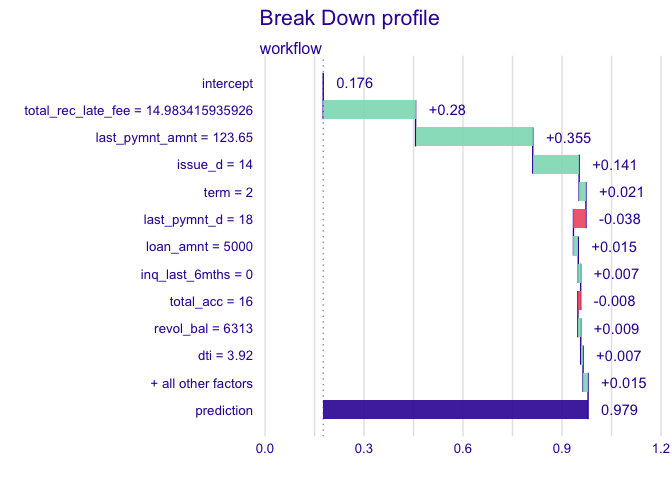 Break Down profile
workflow
intercept 0.176
total_rec_late_fee = 14.983415935926 +0.28
last_pymnt_amnt = 123.65 +0.355
issue_d = 14 +0.141
term = 2 +0.021
last_pymnt_d = 18 -0.038
loan_amnt = 5000 +0.015
inq_last_6mths = 0 +0.007
total_acc = 16 -0.008
revol_bal = 6313 +0.009
dti = 3.92 +0.007
+ all other factors +0.015
prediction 0.979
0.0 0.3 0.6 0.9 1.2